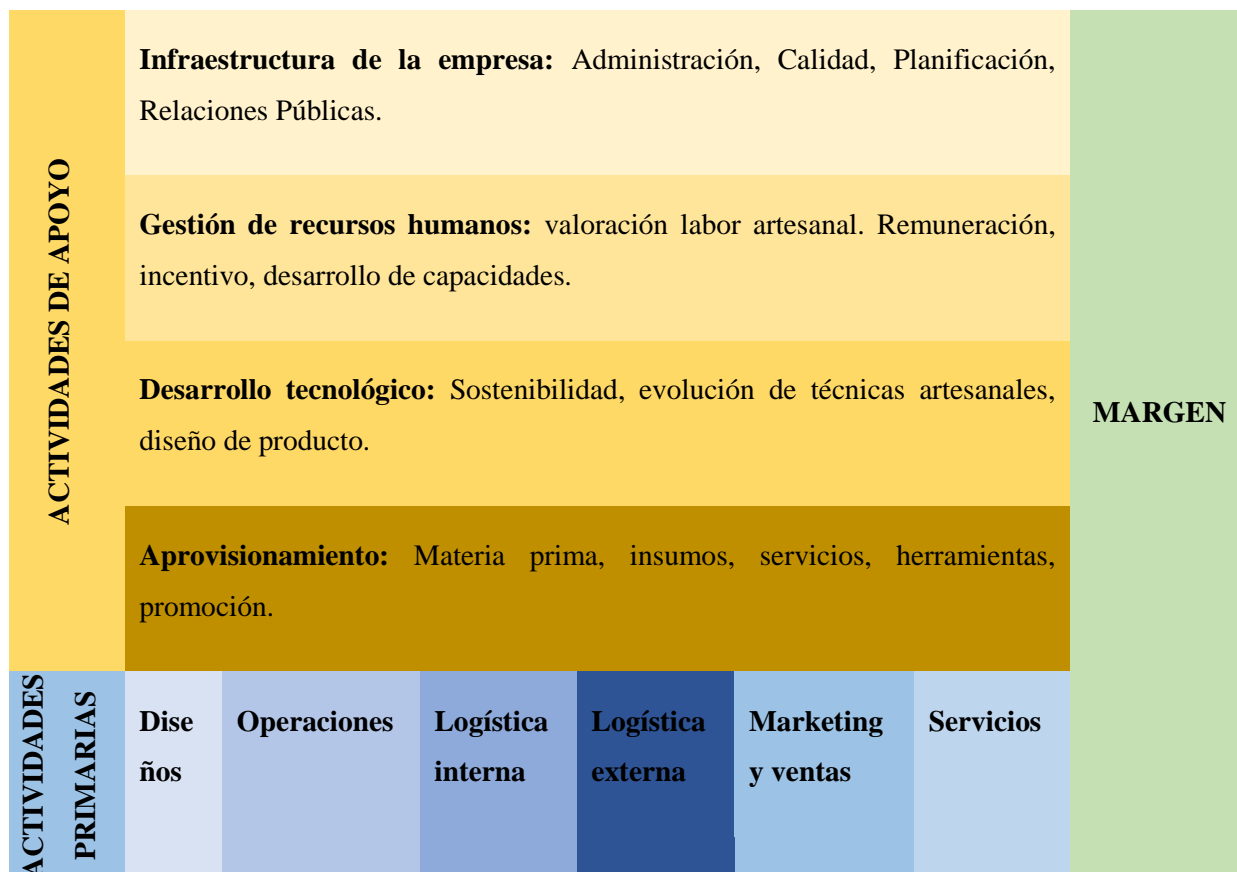 Infraestructura de la empresa: Administración, Calidad, Planificación,
Relaciones Públicas.
ACTIVIDADES DE APOYO
Gestión de recursos humanos: valoración labor artesanal. Remuneración,
incentivo, desarrollo de capacidades.
Desarrollo tecnológico: Sostenibilidad, evolución de técnicas artesanales,
diseño de producto.
MARGEN
Aprovisionamiento: Materia prima, insumos, servicios, herramientas,
promoción.
ACTIVIDADES
PRIMARIAS
Dise
ños
Operaciones
Logística
interna
Logística
externa
Marketing
y ventas
Servicios